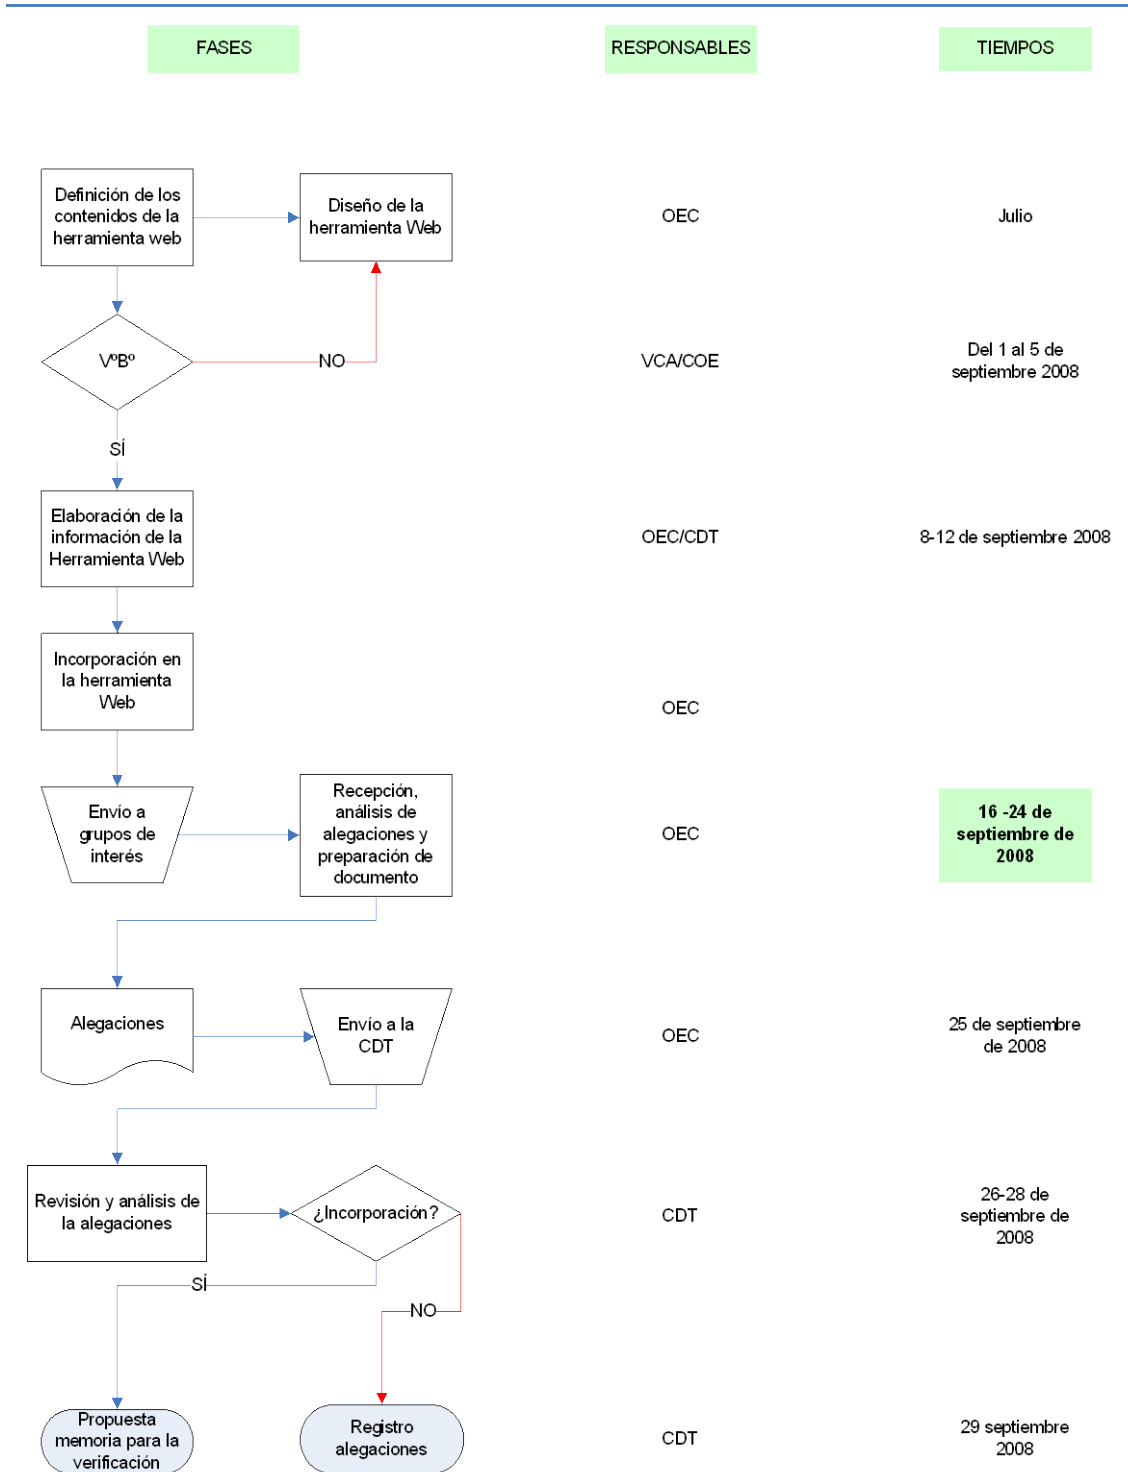 FASES
RESPONSABLES
TIEMPOS
Definición de los
contenidos de la
herramienta web
Diseño de la
herramienta Web
OEC
Julio
VºBº
NO
VCA/COE
Del 1 al 5 de
septiembre 2008
SÍ
Elaboración de la
información de la
Herramienta Web
OEC/CDT
8-12 de septiembre 2008
Incorporación en
la herramienta
Web
OEC
Envío a
grupos de
interés
Recepción,
análisis de
alegaciones y
preparación de
documento
OEC
16 -24 de
septiembre de
2008
Alegaciones
Envío a la
CDT
OEC
25 de septiembre
de 2008
Revisión y análisis de
la alegaciones
¿Incorporación?
CDT
26-28 de
septiembre de
2008
SÍ
NO
Propuesta
memoria para la
verificación
Registro
alegaciones
CDT
29 septiembre
2008